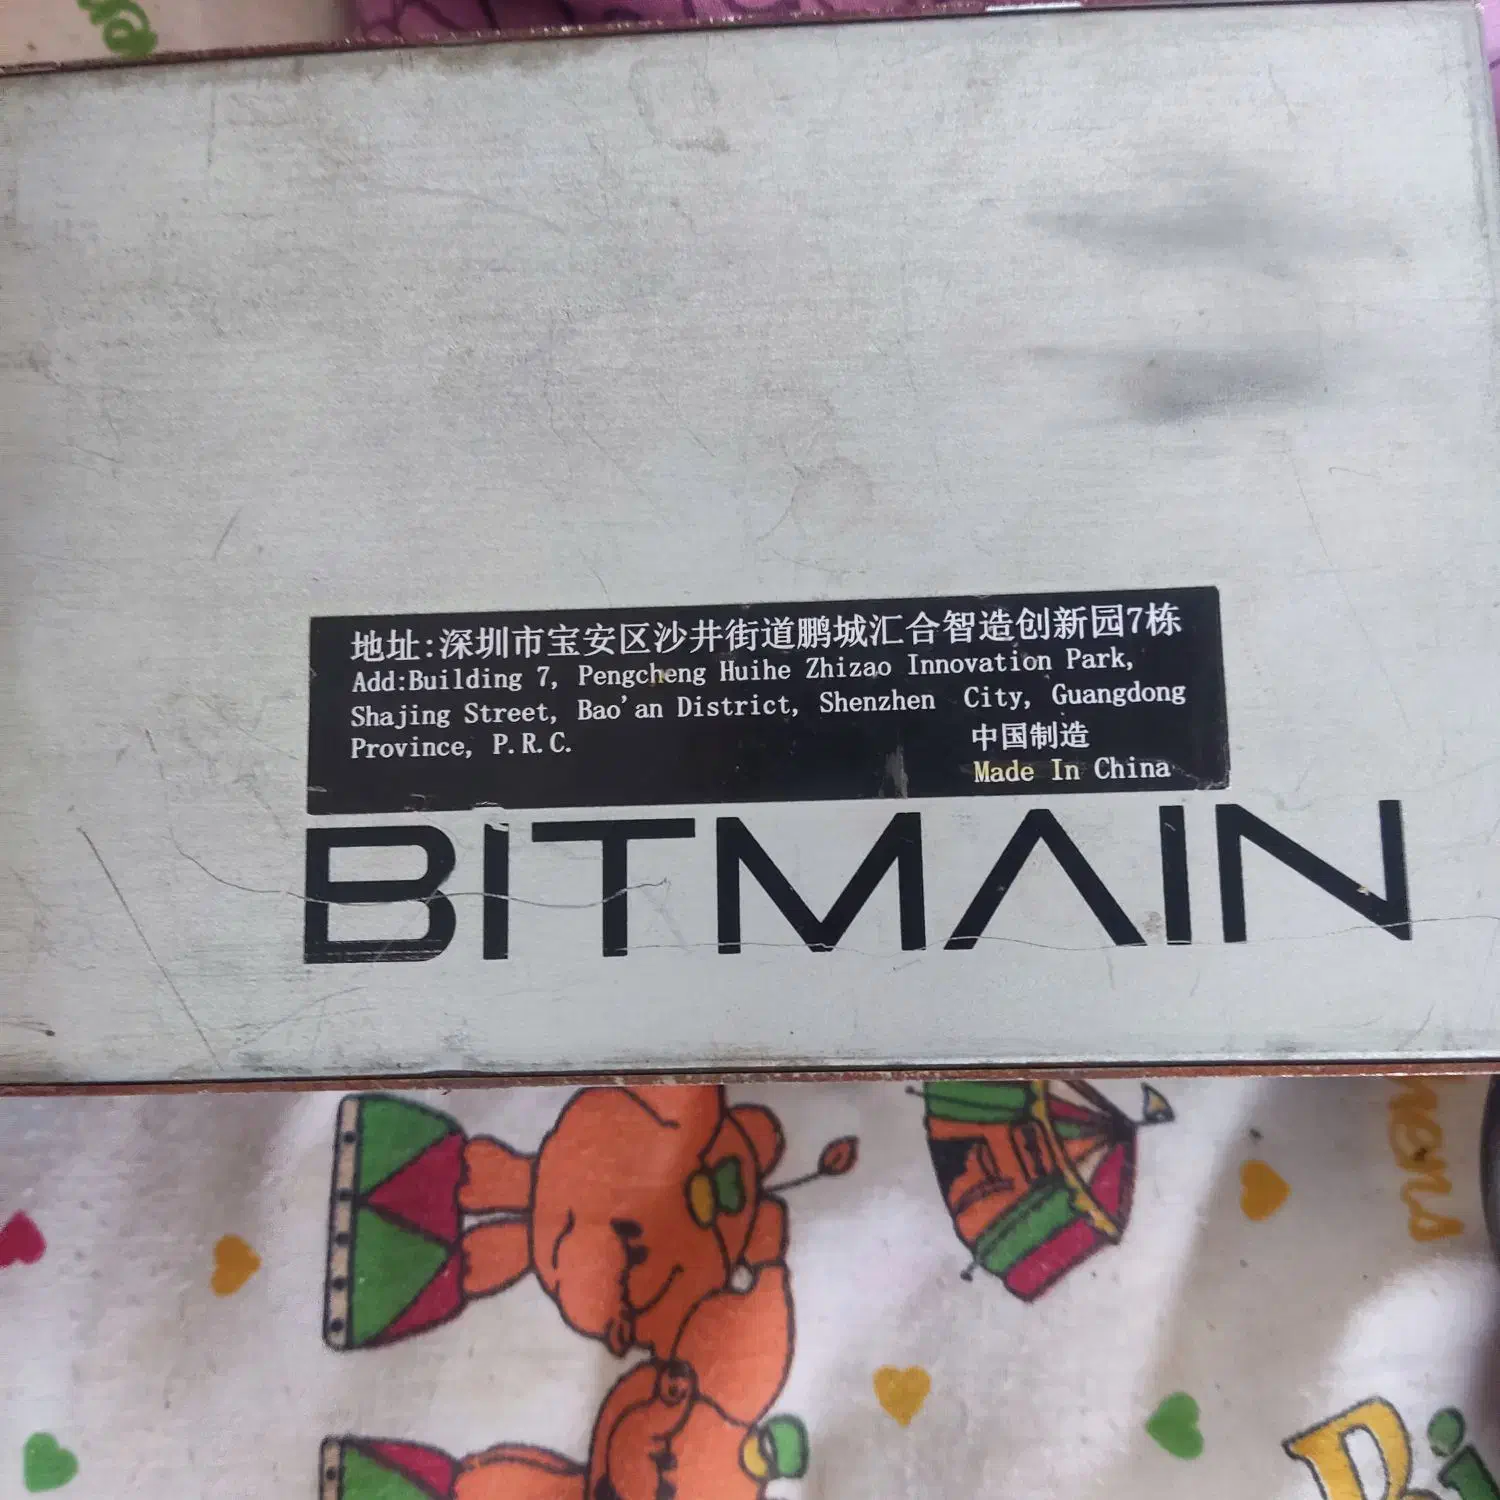 地址:深圳市宝安区沙井街道鹏城汇合智造创新园7栋
Add:Building 7, Pengcheng Huihe Zhizao Innovation Park,
Shajing Street, Bao'an District, Shenzhen City, Guangdong
Province, P.R.C.
中国制造
Made In China
BITMAIN